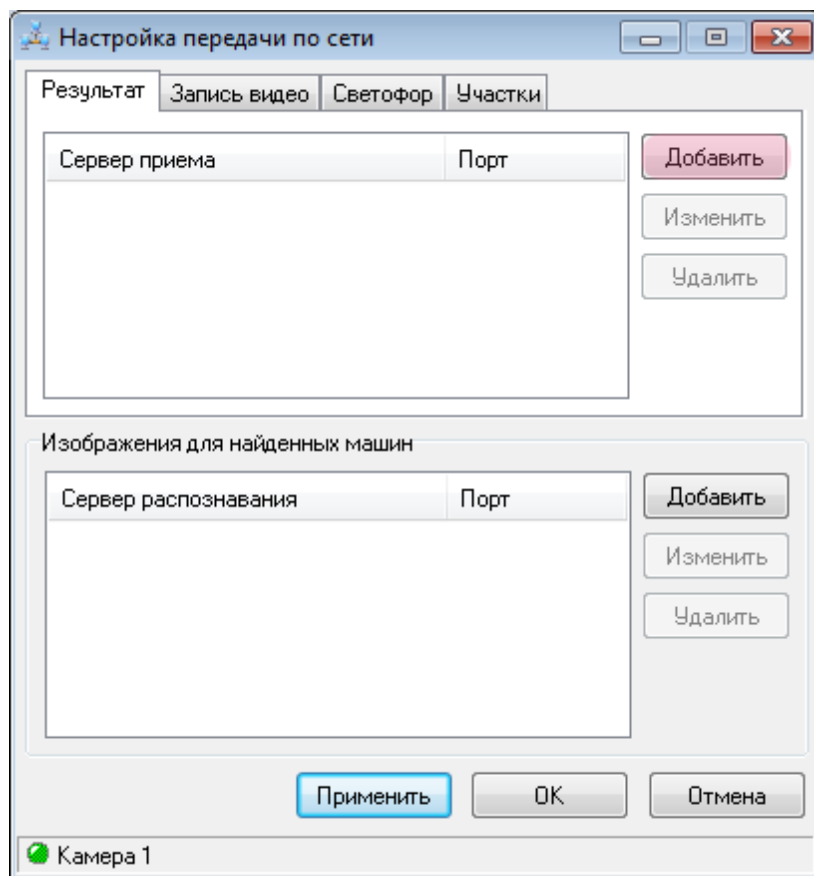 Настройка передачи по сети
Результат Запись видео Светофор Участки
Сервер приема Порт
Добавить
Изменить
Удалить
Изображения для найденных машин
Сервер распознавания Порт
Добавить
Изменить
Удалить
Применить OK Отмена
Камера 1